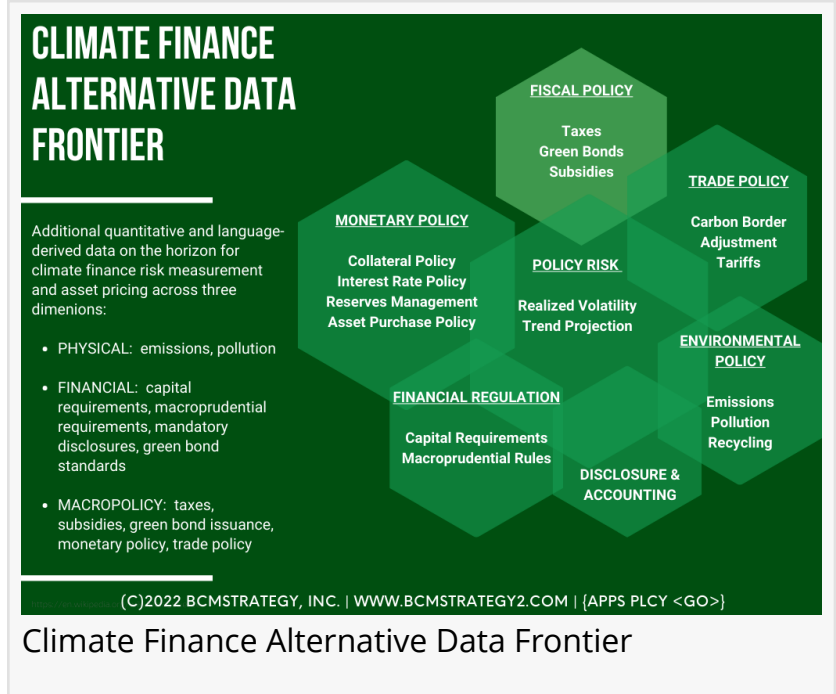 CLIMATE FINANCE
ALTERNATIVE DATA
FRONTIER
Additional quantitative and language-
derived data on the horizon for
climate finance risk measurement
and asset pricing across three
dimenions:
• PHYSICAL: emissions, pollution
• FINANCIAL: capital
requirements, macroprudential
requirements, mandatory
disclosures, green bond
standards
• MACROPOLICY: taxes,
subsidies, green bond issuance,
monetary policy, trade policy
FISCAL POLICY
Taxes
Green Bonds
Subsidies
TRADE POLICY
Carbon Border
Adjustment
Tariffs
MONETARY POLICY
Collateral Policy
Interest Rate Policy
Reserves Management
Asset Purchase Policy
POLICY RISK
Realized Volatility
Trend Projection
ENVIRONMENTAL
POLICY
Emissions
Pollution
Recycling
FINANCIAL REGULATION
Capital Requirements
Macroprudential Rules
DISCLOSURE &
ACCOUNTING
(C)2022 BCMSTRATEGY, INC. | WWW.BCMSTRATEGY2.COM | {APPS PLCY <GO>}
Climate Finance Alternative Data Frontier